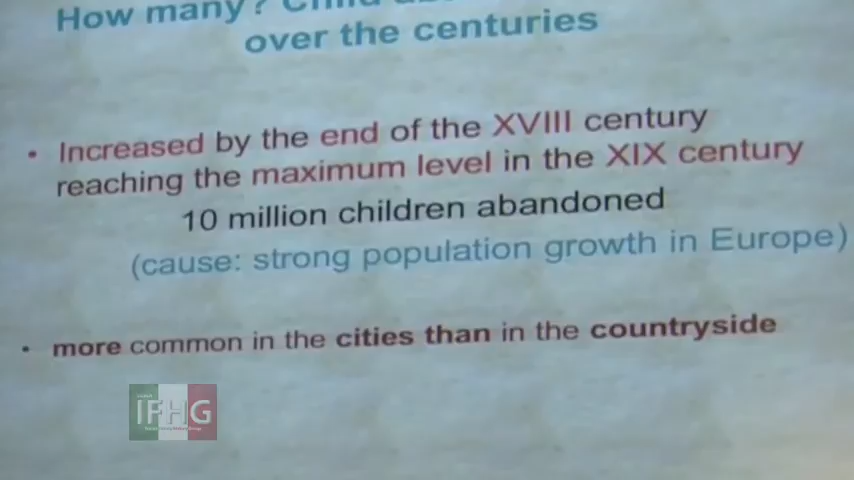 How many?
over the centuries
• Increased by the end of the XVIII century
reaching the maximum level in the XIX century
10 million children abandoned
(cause: strong population growth in Europe)
• more common in the cities than in the countryside
IFHG